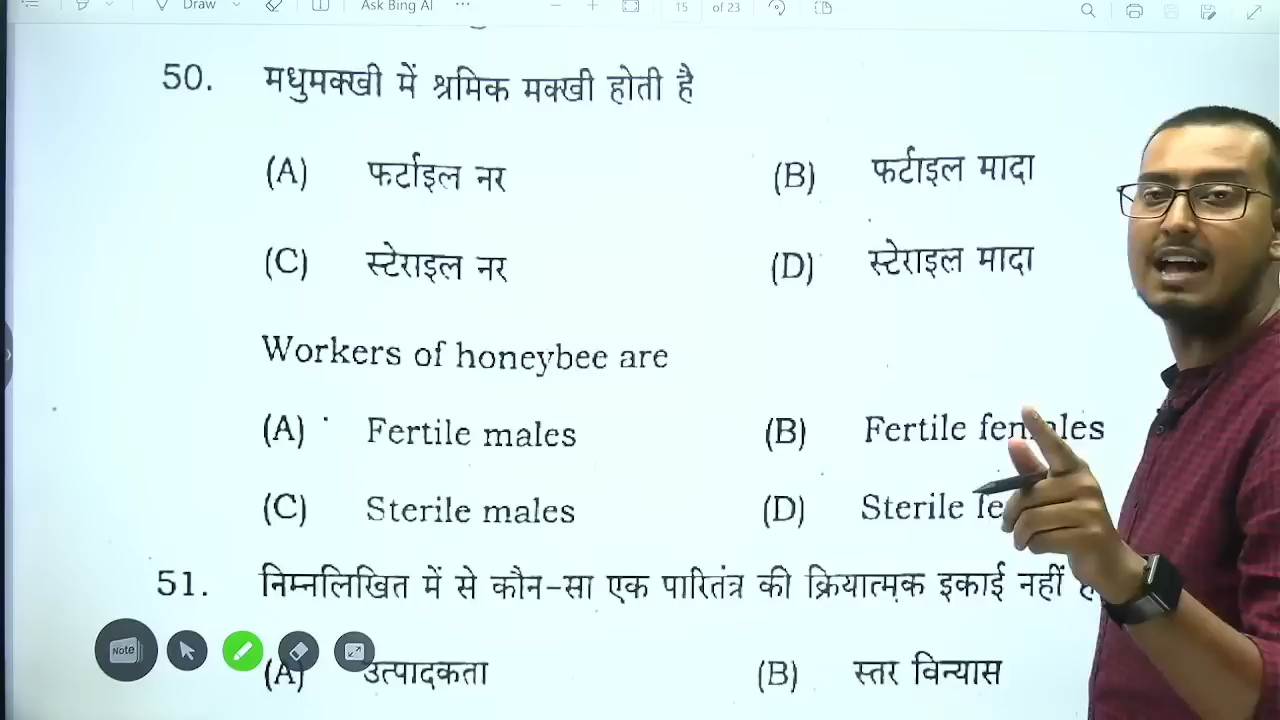 Draw
Ask Bing AI
15 of 23
50. मधुमक्खी में श्रमिक मक्खी होती है
(A) फर्टाइल नर (B) फर्टाइल मादा
(C) स्टेराइल नर (D) स्टेराइल मादा
Workers of honeybee are
(A) Fertile males (B) Fertile females
(C) Sterile males (D) Sterile
51. निम्नलिखित में से कौन-सा एक पारितंत्र की क्रियात्मक इकाई नहीं
Note
(A) उत्पादकता (B) स्तर विन्यास